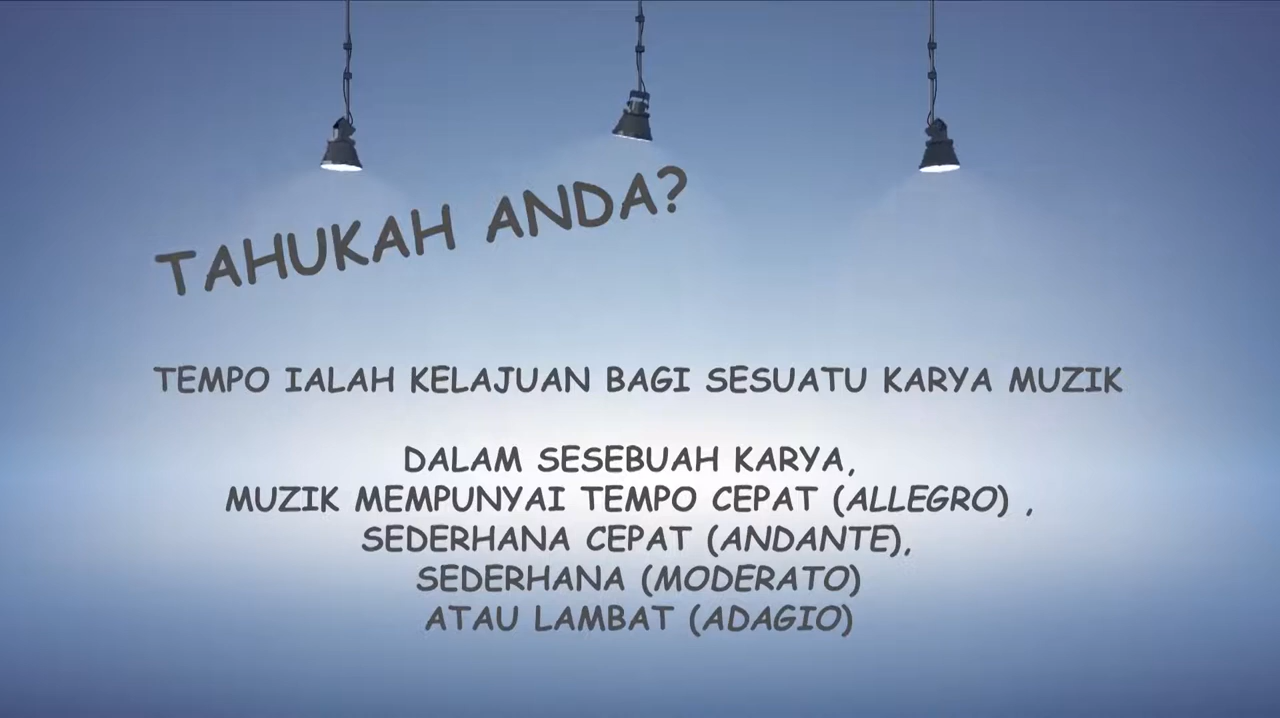 TAHUKAH ANDA?
TEMPO IALAH KELAJUAN BAGI SESUATU KARYA MUZIK
DALAM SESEBUAH KARYA,
MUZIK MEMPUNYAI TEMPO CEPAT (ALLEGRO) ,
SEDERHANA CEPAT (ANDANTE),
SEDERHANA (MODERATO)
ATAU LAMBAT (ADAGIO)